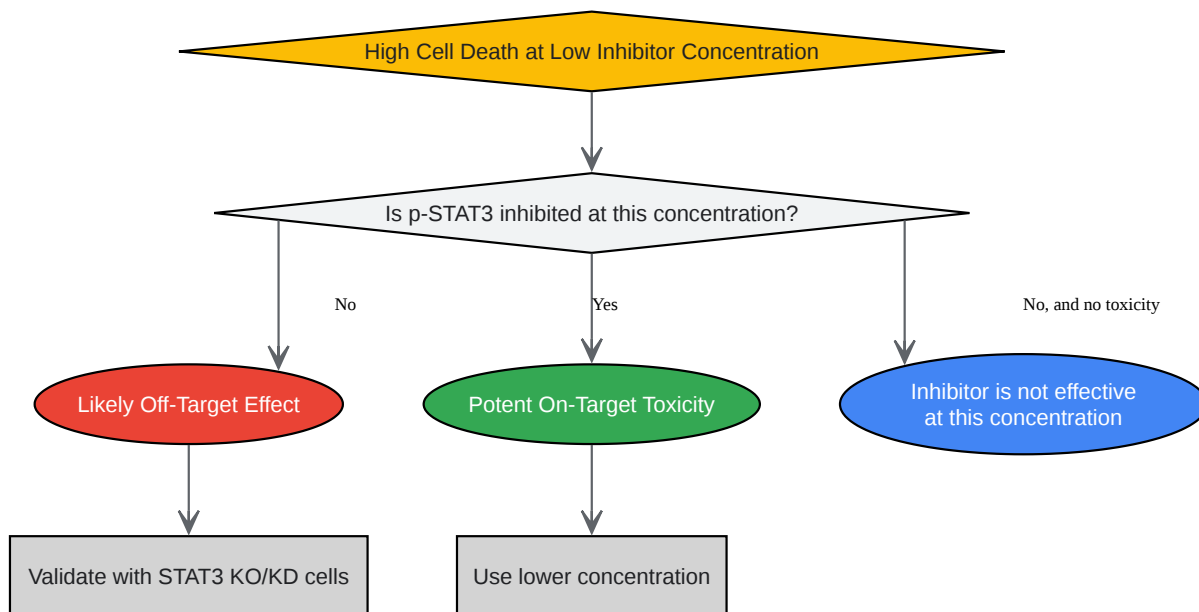 High Cell Death at Low Inhibitor Concentration
Is p-STAT3 inhibited at this concentration?
No
Yes
No, and no toxicity
Likely Off-Target Effect
Potent On-Target Toxicity
Inhibitor is not effective
at this concentration
Validate with STAT3 KO/KD cells
Use lower concentration